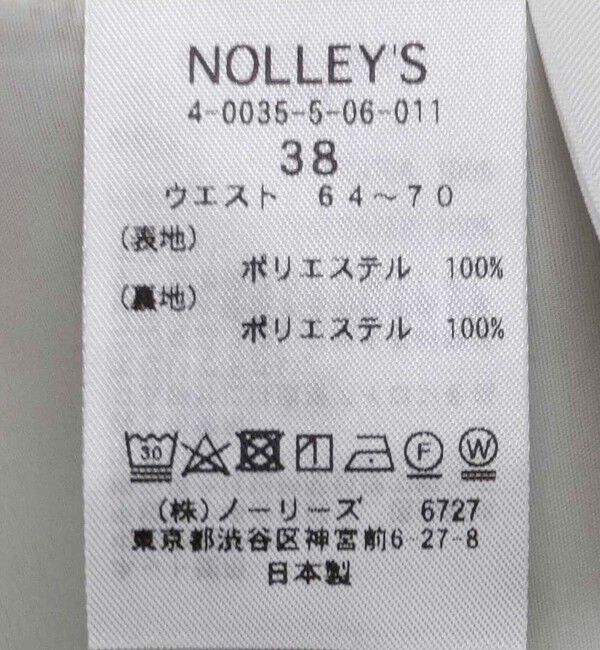 NOLLEY'S
4-0035-5-06-011
38
ウエスト 64～70
(表地)
ポリエステル 100%
(裏地)
ポリエステル 100%
30 F W
(株)ノーリーズ 6727
東京都渋谷区神宮前6-27-8
日本製